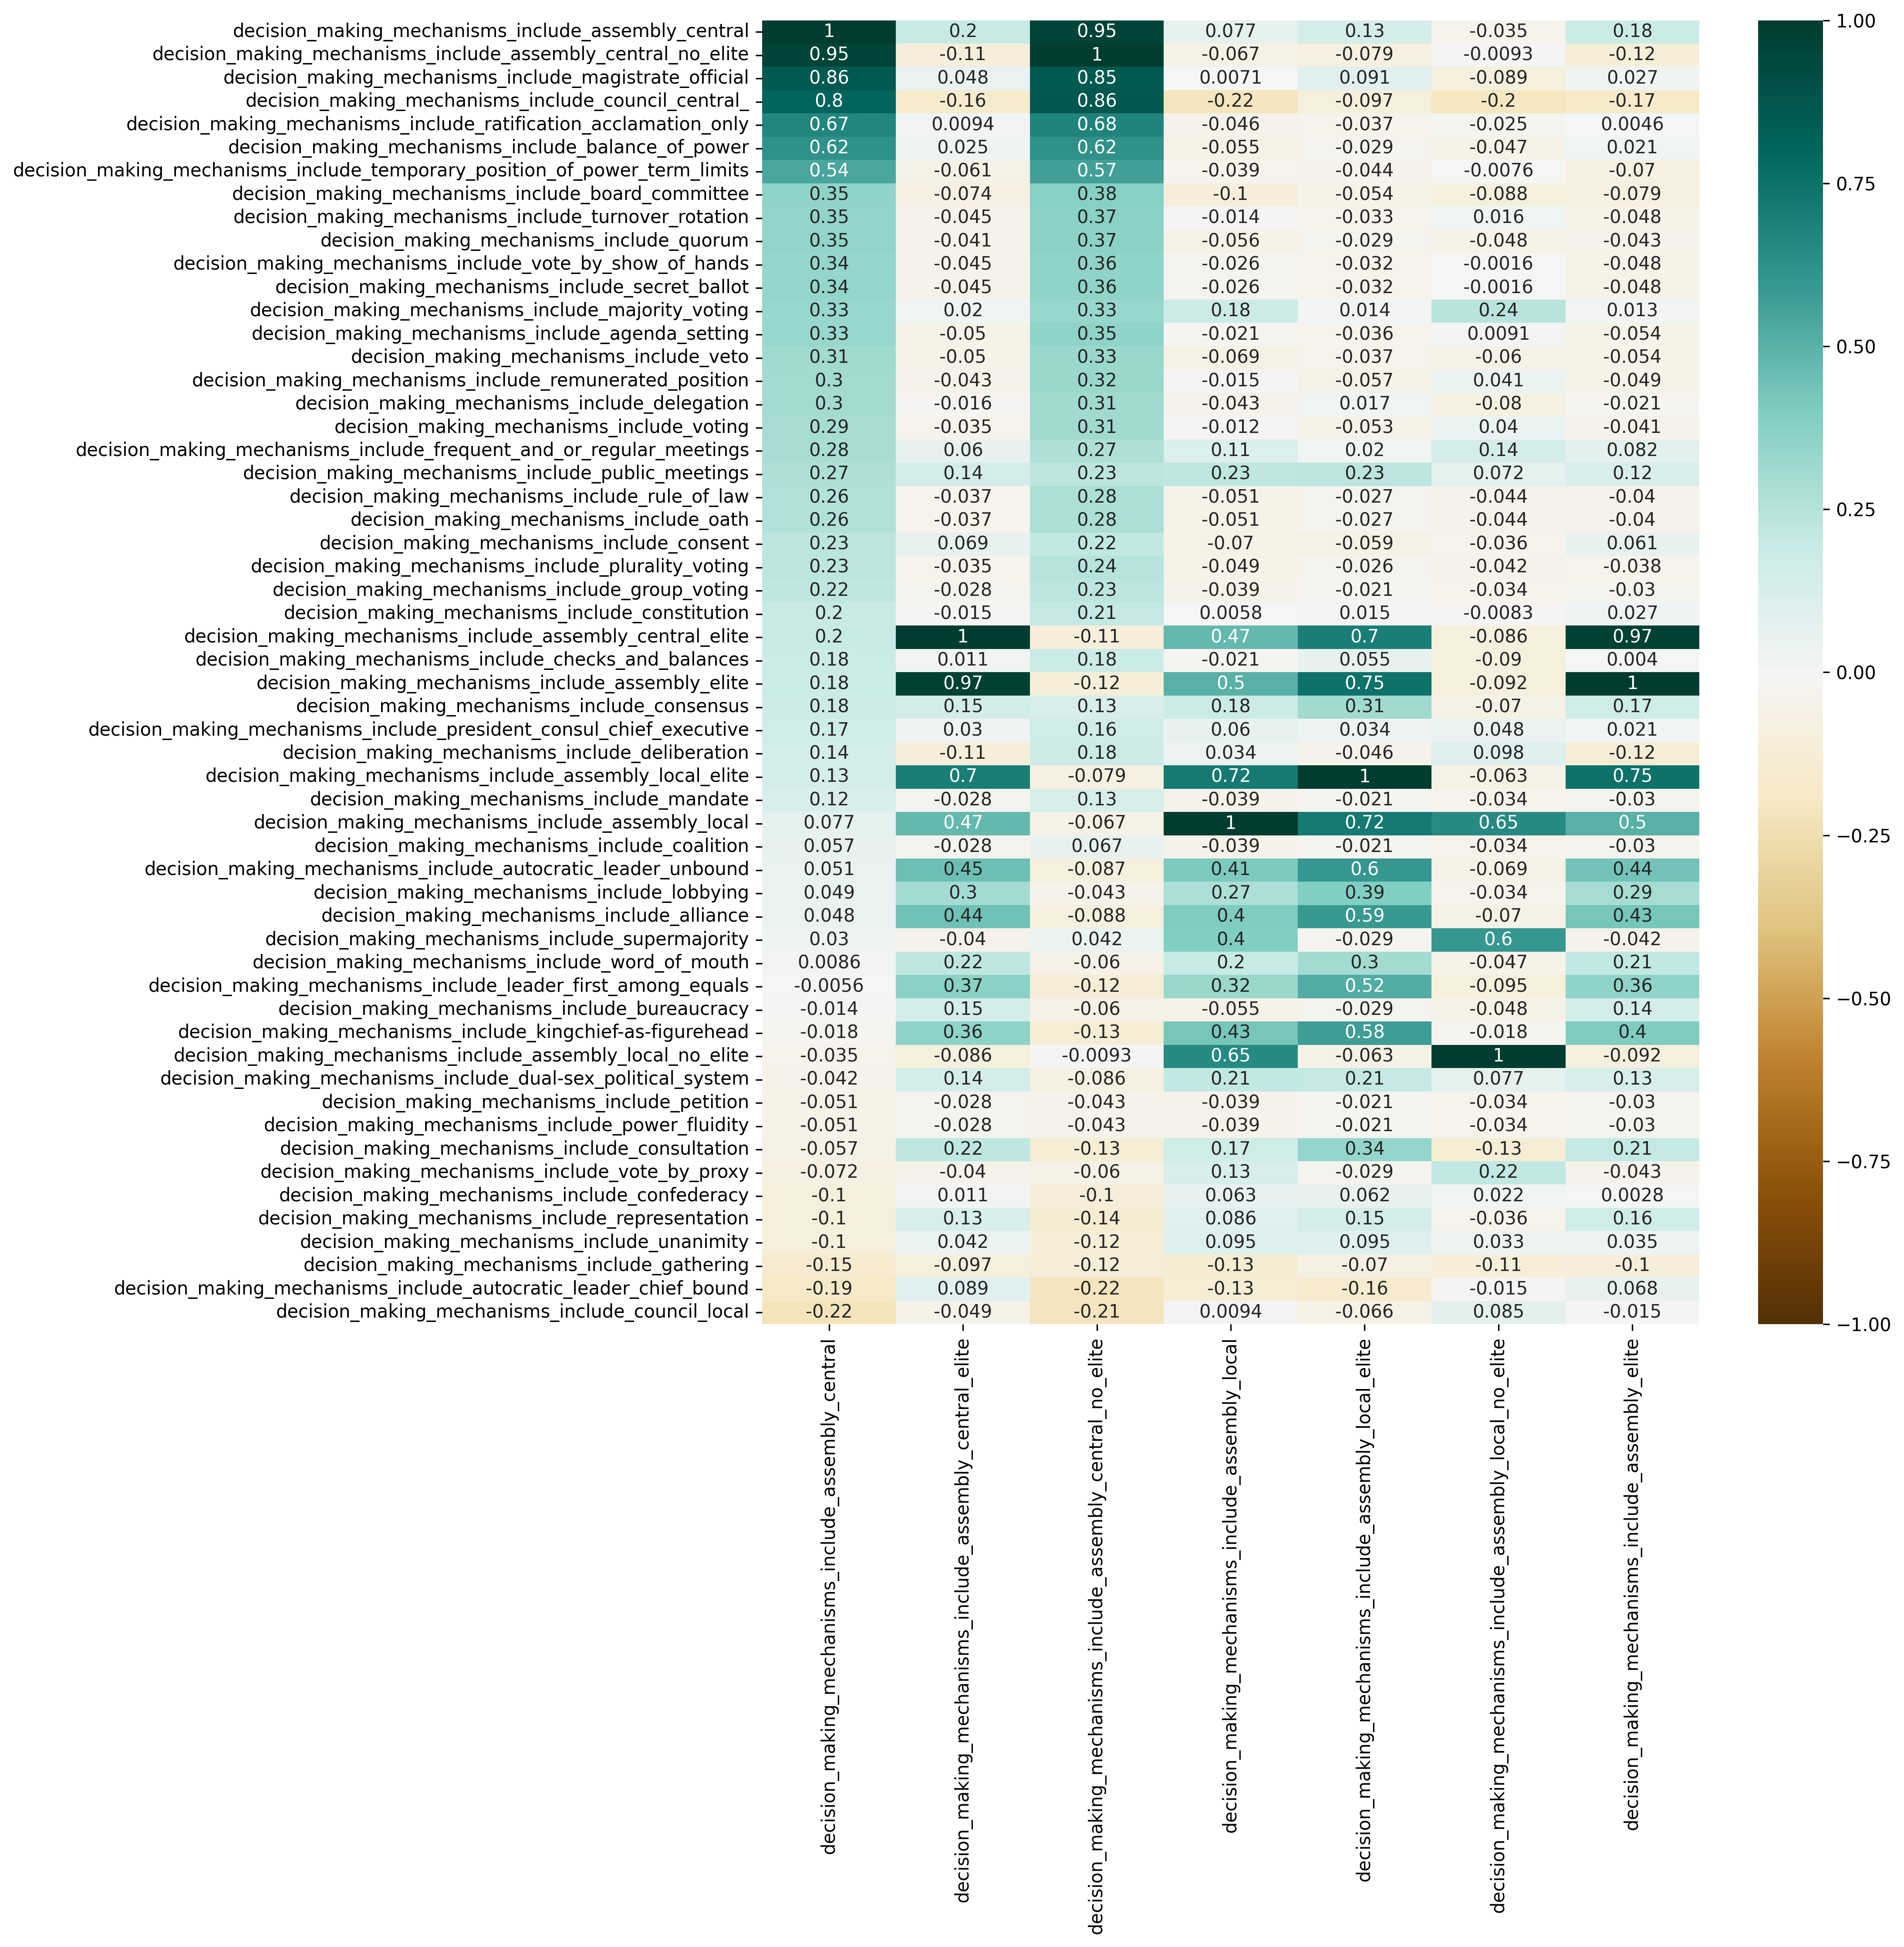 decision_making_mechanisms_include_assembly_central 1 0.2 0.95 0.077 0.13 -0.035 0.18
decision_making_mechanisms_include_assembly_central_no_elite 0.95 -0.11 1 -0.067 -0.079 -0.0093 -0.12
decision_making_mechanisms_include_magistrate_official 0.86 0.048 0.85 0.0071 0.091 -0.089 0.027
decision_making_mechanisms_include_council_central_ 0.8 -0.16 0.86 -0.22 -0.097 -0.2 -0.17
decision_making_mechanisms_include_ratification_acclamation_only 0.67 0.0094 0.68 -0.046 -0.037 -0.025 0.0046
decision_making_mechanisms_include_balance_of_power 0.62 0.025 0.62 -0.055 -0.029 -0.047 0.021
decision_making_mechanisms_include_temporary_position_of_power_term_limits 0.54 -0.061 0.57 -0.039 -0.044 -0.0076 -0.07
decision_making_mechanisms_include_board_committee 0.35 -0.074 0.38 -0.1 -0.054 -0.088 -0.079
decision_making_mechanisms_include_turnover_rotation 0.35 -0.045 0.37 -0.014 -0.033 0.016 -0.048
decision_making_mechanisms_include_quorum 0.35 -0.041 0.37 -0.056 -0.029 -0.048 -0.043
decision_making_mechanisms_include_vote_by_show_of_hands 0.34 -0.045 0.36 -0.026 -0.032 -0.0016 -0.048
decision_making_mechanisms_include_secret_ballot 0.34 -0.045 0.36 -0.026 -0.032 -0.0016 -0.048
decision_making_mechanisms_include_majority_voting 0.33 0.02 0.33 0.18 0.014 0.24 0.013
decision_making_mechanisms_include_agenda_setting 0.33 -0.05 0.35 -0.021 -0.036 0.0091 -0.054
decision_making_mechanisms_include_veto 0.31 -0.05 0.33 -0.069 -0.037 -0.06 -0.054
decision_making_mechanisms_include_remunerated_position 0.3 -0.043 0.32 -0.015 -0.057 0.041 -0.049
decision_making_mechanisms_include_delegation 0.3 -0.016 0.31 -0.043 0.017 -0.08 -0.021
decision_making_mechanisms_include_voting 0.29 -0.035 0.31 -0.012 -0.053 0.04 -0.041
decision_making_mechanisms_include_frequent_and_or_regular_meetings 0.28 0.06 0.27 0.11 0.02 0.14 0.082
decision_making_mechanisms_include_public_meetings 0.27 0.14 0.23 0.23 0.23 0.072 0.12
decision_making_mechanisms_include_rule_of_law 0.26 -0.037 0.28 -0.051 -0.027 -0.044 -0.04
decision_making_mechanisms_include_oath 0.26 -0.037 0.28 -0.051 -0.027 -0.044 -0.04
decision_making_mechanisms_include_consent 0.23 0.069 0.22 -0.07 -0.059 -0.036 0.061
decision_making_mechanisms_include_plurality_voting 0.23 -0.035 0.24 -0.049 -0.026 -0.042 -0.038
decision_making_mechanisms_include_group_voting 0.22 -0.028 0.23 -0.039 -0.021 -0.034 -0.03
decision_making_mechanisms_include_constitution 0.2 -0.015 0.21 0.0058 0.015 -0.0083 0.027
decision_making_mechanisms_include_assembly_central_elite 0.2 1 -0.11 0.47 0.7 -0.086 0.97
decision_making_mechanisms_include_checks_and_balances 0.18 0.011 0.18 -0.021 0.055 -0.09 0.004
decision_making_mechanisms_include_assembly_elite 0.18 0.97 -0.12 0.5 0.75 -0.092 1
decision_making_mechanisms_include_consensus 0.18 0.15 0.13 0.18 0.31 -0.07 0.17
decision_making_mechanisms_include_president_consul_chief_executive 0.17 0.03 0.16 0.06 0.034 0.048 0.021
decision_making_mechanisms_include_deliberation 0.14 -0.11 0.18 0.034 -0.046 0.098 -0.12
decision_making_mechanisms_include_assembly_local_elite 0.13 0.7 -0.079 0.72 1 -0.063 0.75
decision_making_mechanisms_include_mandate 0.12 -0.028 0.13 -0.039 -0.021 -0.034 -0.03
decision_making_mechanisms_include_assembly_local 0.077 0.47 -0.067 1 0.72 0.65 0.5
decision_making_mechanisms_include_coalition 0.057 -0.028 0.067 -0.039 -0.021 -0.034 -0.03
decision_making_mechanisms_include_autocratic_leader_unbound 0.051 0.45 -0.087 0.41 0.6 -0.069 0.44
decision_making_mechanisms_include_lobbying 0.049 0.3 -0.043 0.27 0.39 -0.034 0.29
decision_making_mechanisms_include_alliance 0.048 0.44 -0.088 0.4 0.59 -0.07 0.43
decision_making_mechanisms_include_supermajority 0.03 -0.04 0.042 0.4 -0.029 0.6 -0.042
decision_making_mechanisms_include_word_of_mouth 0.0086 0.22 -0.06 0.2 0.3 -0.047 0.21
decision_making_mechanisms_include_leader_first_among_equals -0.0056 0.37 -0.12 0.32 0.52 -0.095 0.36
decision_making_mechanisms_include_bureaucracy -0.014 0.15 -0.06 -0.055 -0.029 -0.048 0.14
decision_making_mechanisms_include_kingchief-as-figurehead -0.018 0.36 -0.13 0.43 0.58 -0.018 0.4
decision_making_mechanisms_include_assembly_local_no_elite -0.035 -0.086 -0.0093 0.65 -0.063 1 -0.092
decision_making_mechanisms_include_dual-sex_political_system -0.042 0.14 -0.086 0.21 0.21 0.077 0.13
decision_making_mechanisms_include_petition -0.051 -0.028 -0.043 -0.039 -0.021 -0.034 -0.03
decision_making_mechanisms_include_power_fluidity -0.051 -0.028 -0.043 -0.039 -0.021 -0.034 -0.03
decision_making_mechanisms_include_consultation -0.057 0.22 -0.13 0.17 0.34 -0.13 0.21
decision_making_mechanisms_include_vote_by_proxy -0.072 -0.04 -0.06 0.13 -0.029 0.22 -0.043
decision_making_mechanisms_include_confederacy -0.1 0.011 -0.1 0.063 0.062 0.022 0.0028
decision_making_mechanisms_include_representation -0.1 0.13 -0.14 0.086 0.15 -0.036 0.16
decision_making_mechanisms_include_unanimity -0.1 0.042 -0.12 0.095 0.095 0.033 0.035
decision_making_mechanisms_include_gathering -0.15 -0.097 -0.12 -0.13 -0.07 -0.11 -0.1
decision_making_mechanisms_include_autocratic_leader_chief_bound -0.19 0.089 -0.22 -0.13 -0.16 -0.015 0.068
decision_making_mechanisms_include_council_local -0.22 -0.049 -0.21 0.0094 -0.066 0.085 -0.015
decision_making_mechanisms_include_assembly_central
decision_making_mechanisms_include_assembly_central_elite
decision_making_mechanisms_include_assembly_central_no_elite
decision_making_mechanisms_include_assembly_local
decision_making_mechanisms_include_assembly_local_elite
decision_making_mechanisms_include_assembly_local_no_elite
decision_making_mechanisms_include_assembly_elite
1.00
0.75
0.50
0.25
0.00
−0.25
−0.50
−0.75
−1.00